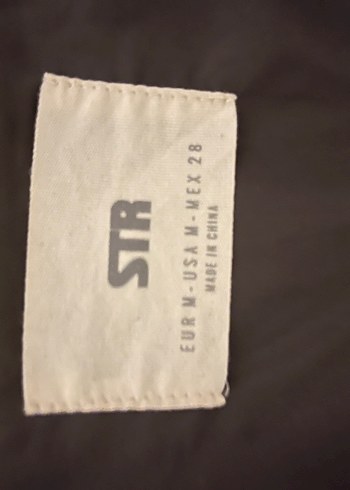 STR
EUR M - USA M - MEX 28
MADE IN CHINA